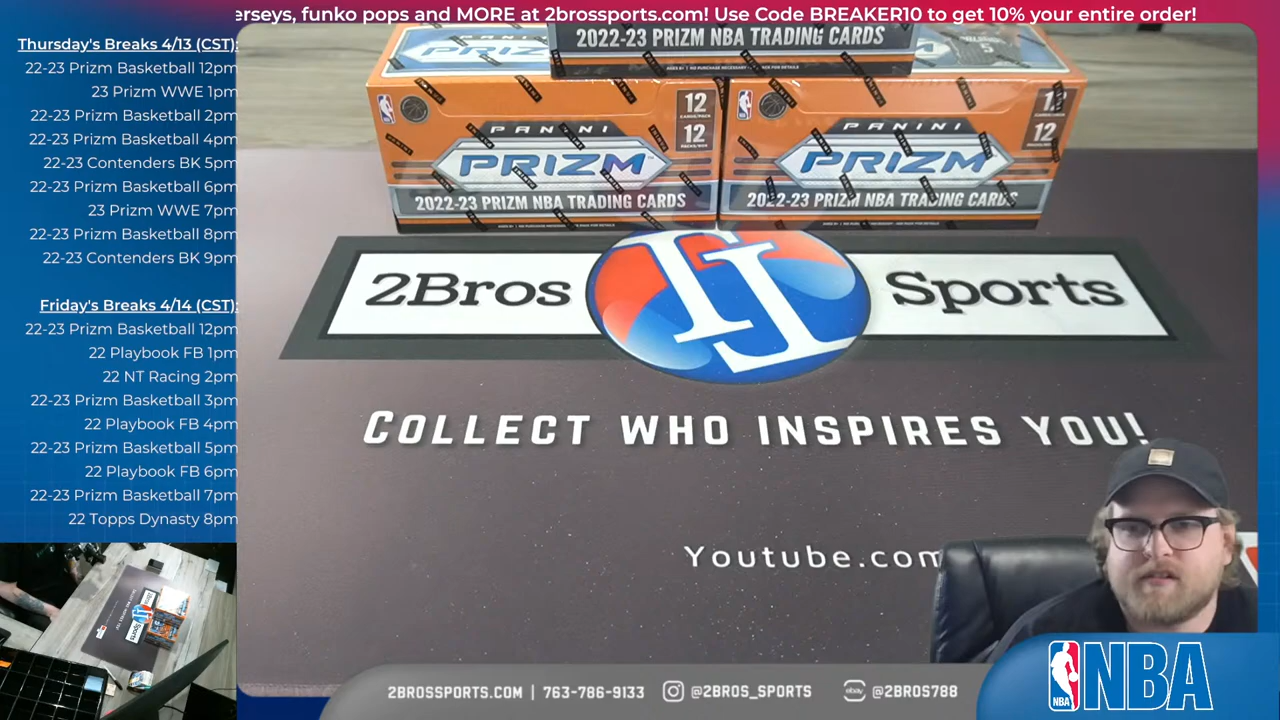 erseys, funko pops and MORE at 2brossports.com! Use Code BREAKER10 to get 10% your entire order!
Thursday's Breaks 4/13 (CST):
22-23 Prizm Basketball 12pm
23 Prizm WWE 1pm
22-23 Prizm Basketball 2pm
22-23 Prizm Basketball 4pm
22-23 Contenders BK 5pm
22-23 Prizm Basketball 6pm
23 Prizm WWE 7pm
22-23 Prizm Basketball 8pm
22-23 Contenders BK 9pm
Friday's Breaks 4/14 (CST):
22-23 Prizm Basketball 12pm
22 Playbook FB 1pm
22 NT Racing 2pm
22-23 Prizm Basketball 3pm
22 Playbook FB 4pm
22-23 Prizm Basketball 5pm
22 Playbook FB 6pm
22-23 Prizm Basketball 7pm
22 Topps Dynasty 8pm
2022-23 PRIZM NBA TRADING CARDS
12
12
PANINI
PRIZM
2022-23 PRIZM NBA TRADING CARDS
12
12
PANINI
PRIZM
2022-23 PRIZM NBA TRADING CARDS
2Bros Sports
COLLECT WHO INSPIRES YOU!
Youtube.com
2BROSSPORTS.COM | 763-786-9133 @2BROS_SPORTS ebay @2BROS788
NBA NBA